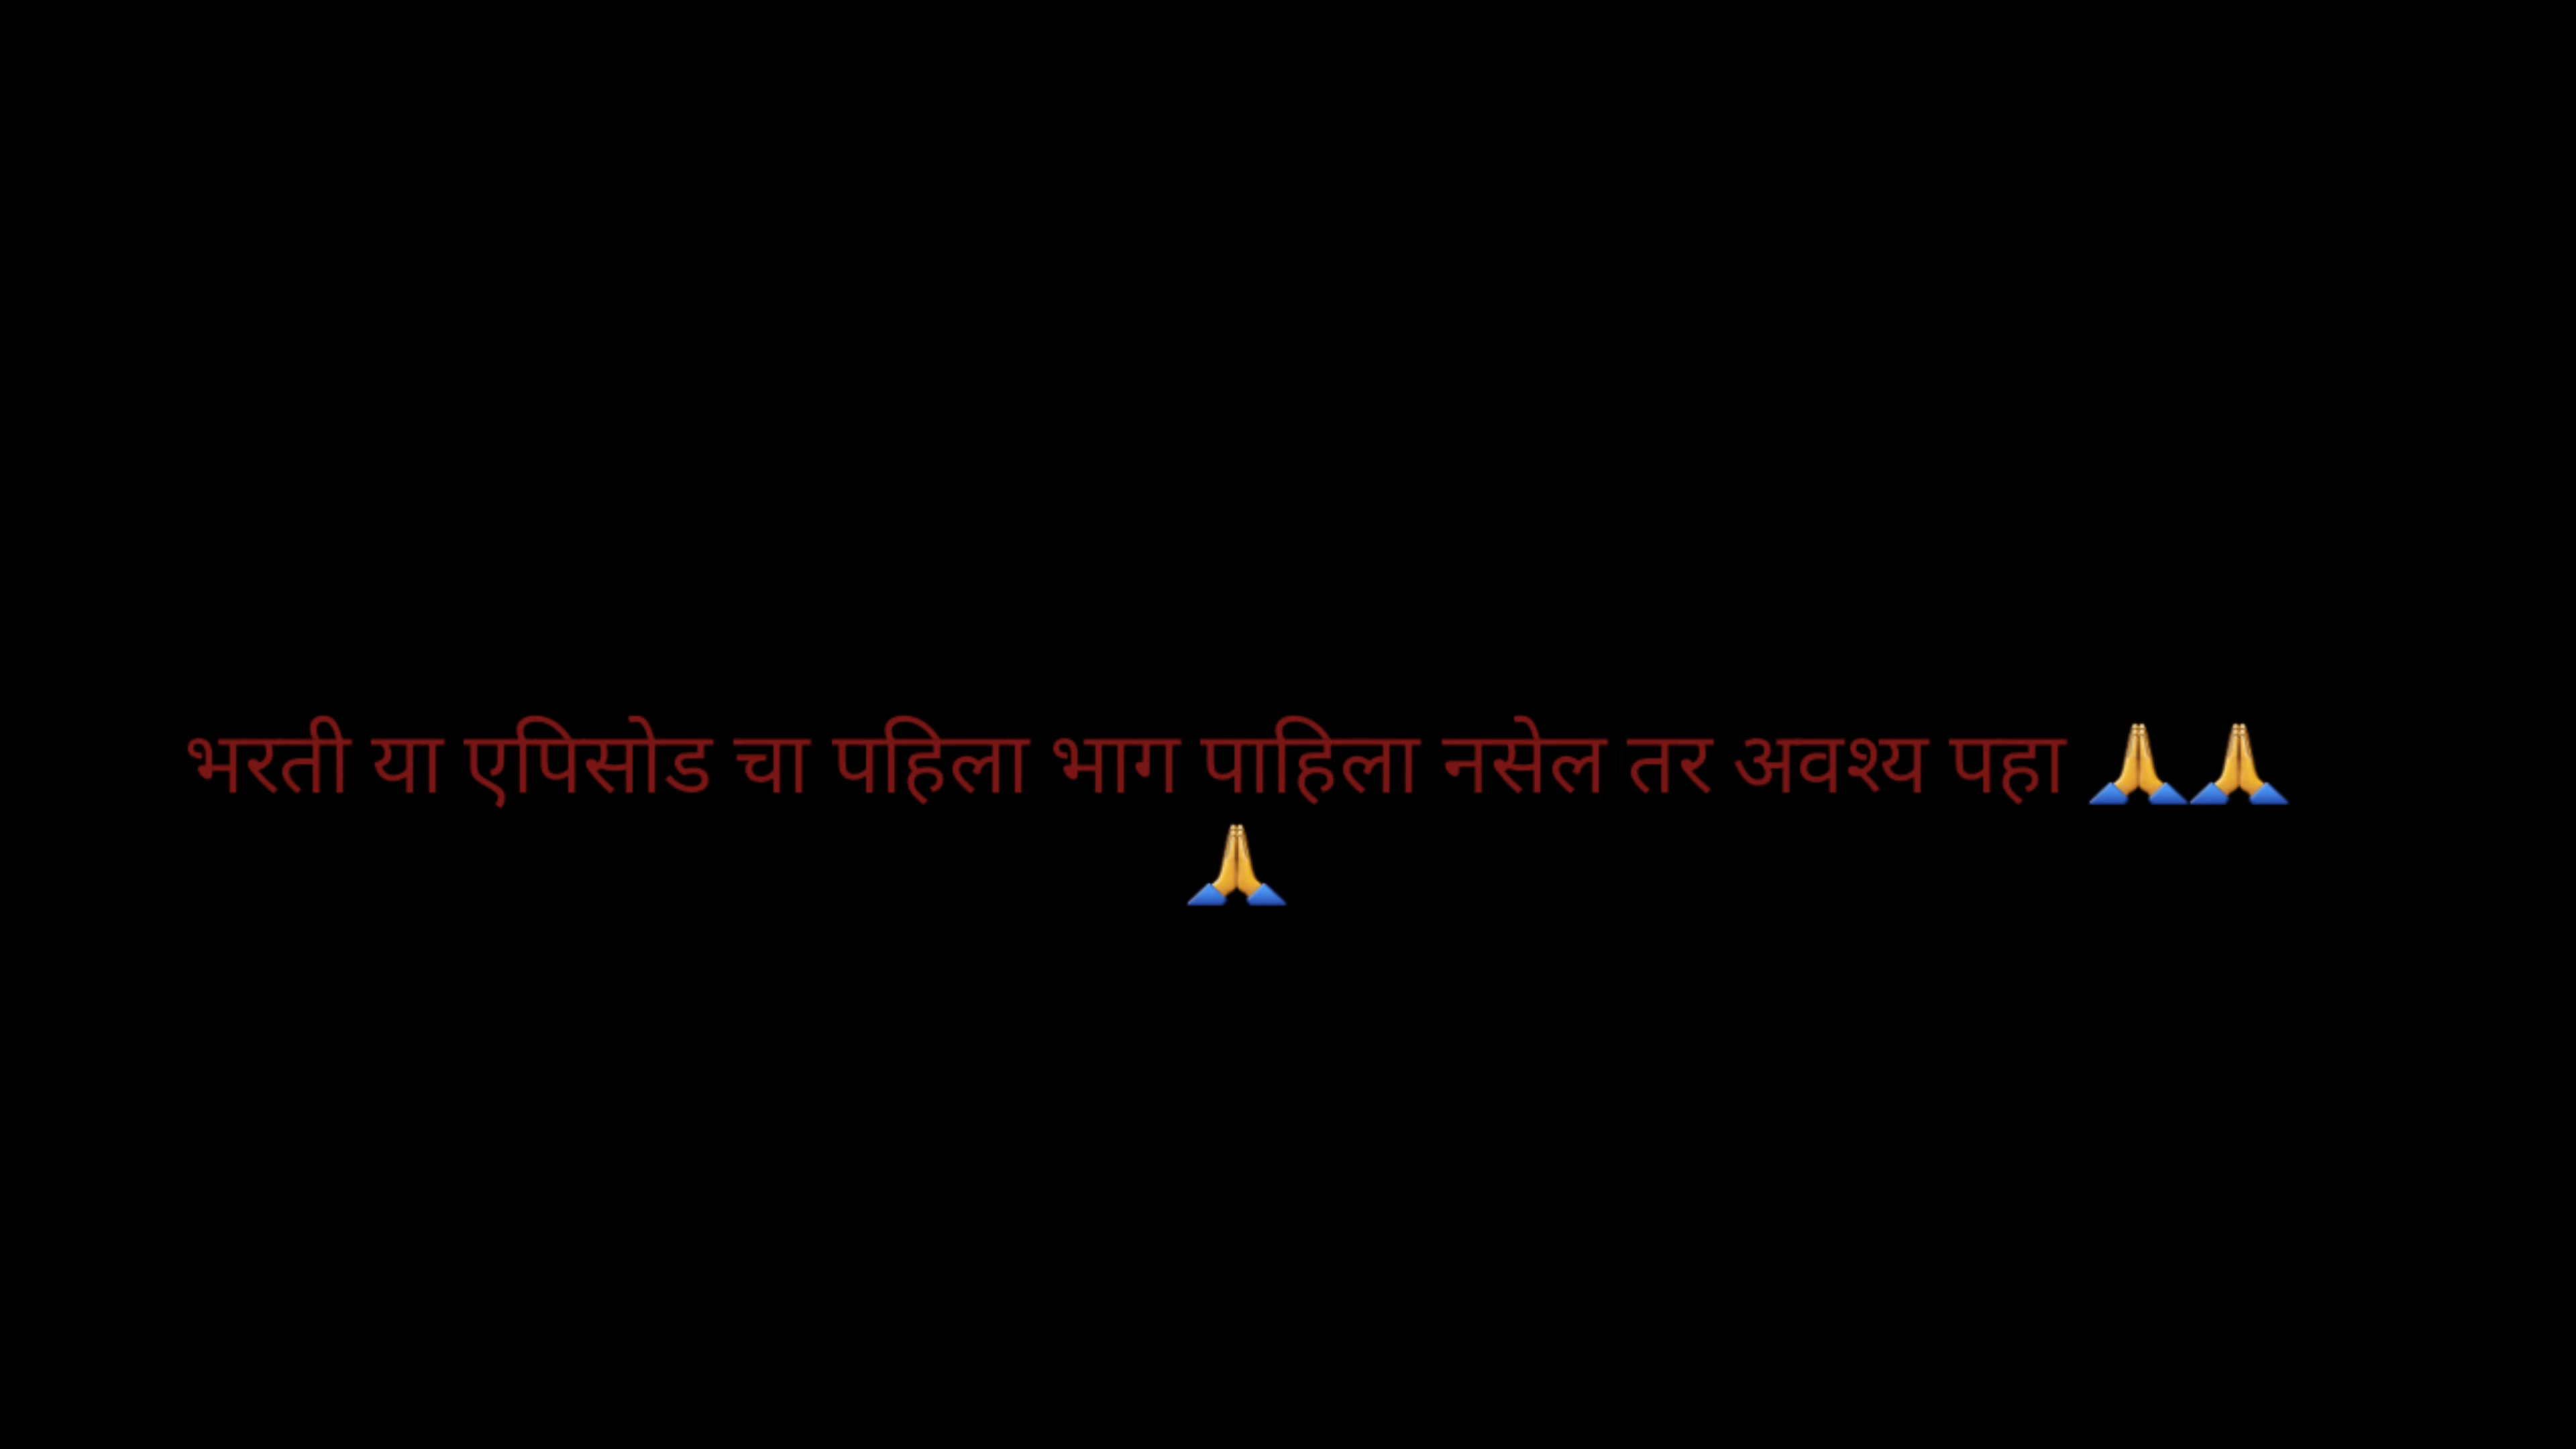 भरती या एपिसोड चा पहिला भाग पाहिला नसेल तर अवश्य पहा 🙏🙏
🙏